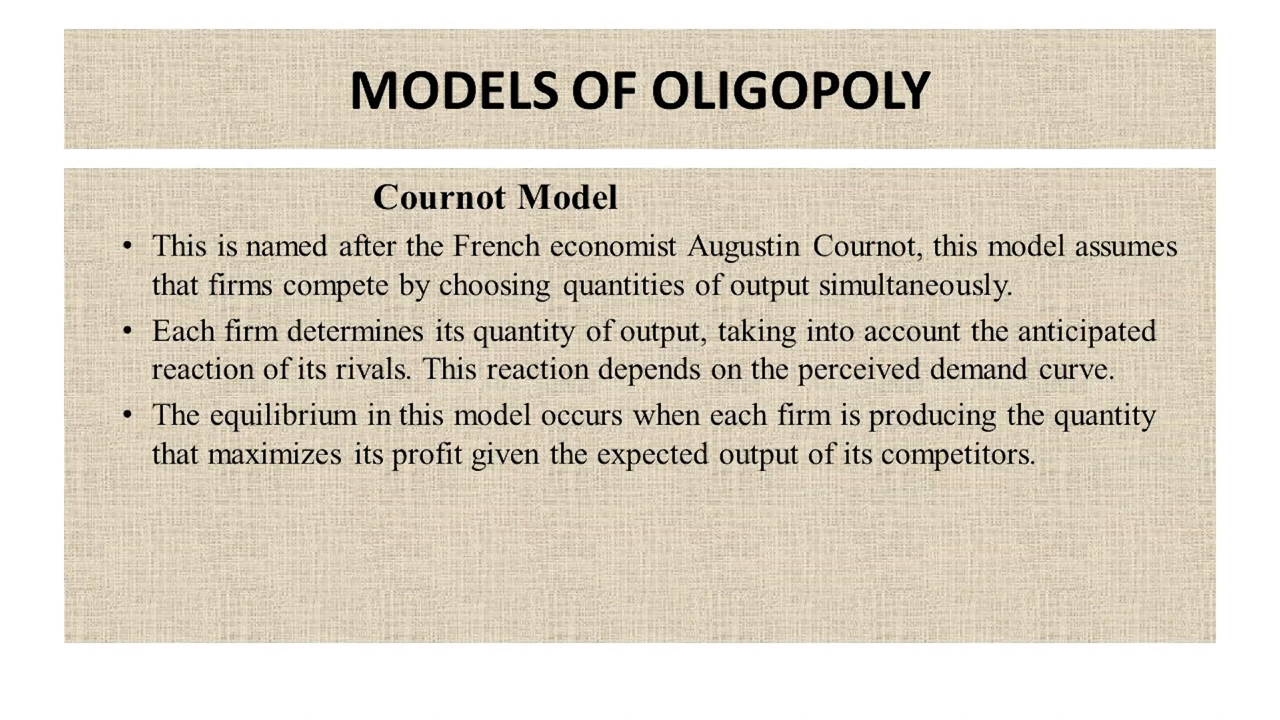 MODELS OF OLIGOPOLY
Cournot Model
• This is named after the French economist Augustin Cournot, this model assumes
that firms compete by choosing quantities of output simultaneously.
• Each firm determines its quantity of output, taking into account the anticipated
reaction of its rivals. This reaction depends on the perceived demand curve.
• The equilibrium in this model occurs when each firm is producing the quantity
that maximizes its profit given the expected output of its competitors.